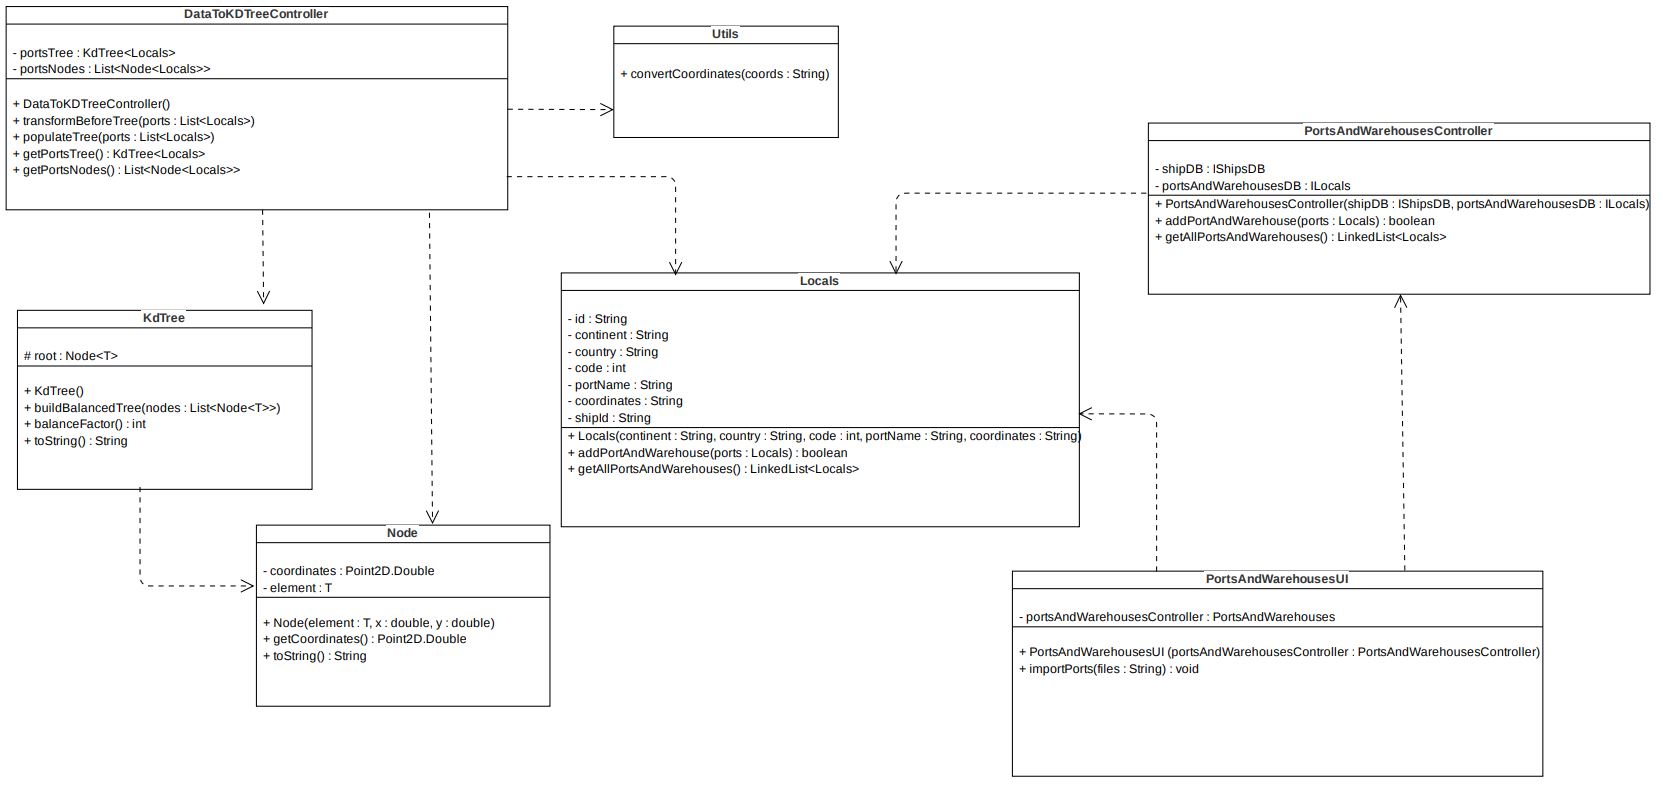 DataToKDTreeController
- portsTree : KdTree<Locals>
- portsNodes : List<Node<Locals>>
+ DataToKDTreeController()
+ transformBeforeTree(ports : List<Locals>)
+ populateTree(ports : List<Locals>)
+ getPortsTree() : KdTree<Locals>
+ getPortsNodes() : List<Node<Locals>>
Utils
+ convertCoordinates(coords : String)
PortsAndWarehousesController
- shipDB : IShipsDB
- portsAndWarehousesDB : ILocals
+ PortsAndWarehousesController(shipDB : IShipsDB, portsAndWarehousesDB : ILocals)
+ addPortAndWarehouse(ports : Locals) : boolean
+ getAllPortsAndWarehouses() : LinkedList<Locals>
Locals
- id : String
- continent : String
- country : String
- code : int
- portName : String
- coordinates : String
- shipId : String
+ Locals(continent : String, country : String, code : int, portName : String, coordinates : String)
+ addPortAndWarehouse(ports : Locals) : boolean
+ getAllPortsAndWarehouses() : LinkedList<Locals>
KdTree
# root : Node<T>
+ KdTree()
+ buildBalancedTree(nodes : List<Node<T>>)
+ balanceFactor() : int
+ toString() : String
Node
- coordinates : Point2D.Double
- element : T
+ Node(element : T, x : double, y : double)
+ getCoordinates() : Point2D.Double
+ toString() : String
PortsAndWarehousesUI
- portsAndWarehousesController : PortsAndWarehouses
+ PortsAndWarehousesUI (portsAndWarehousesController : PortsAndWarehousesController)
+ importPorts(files : String) : void